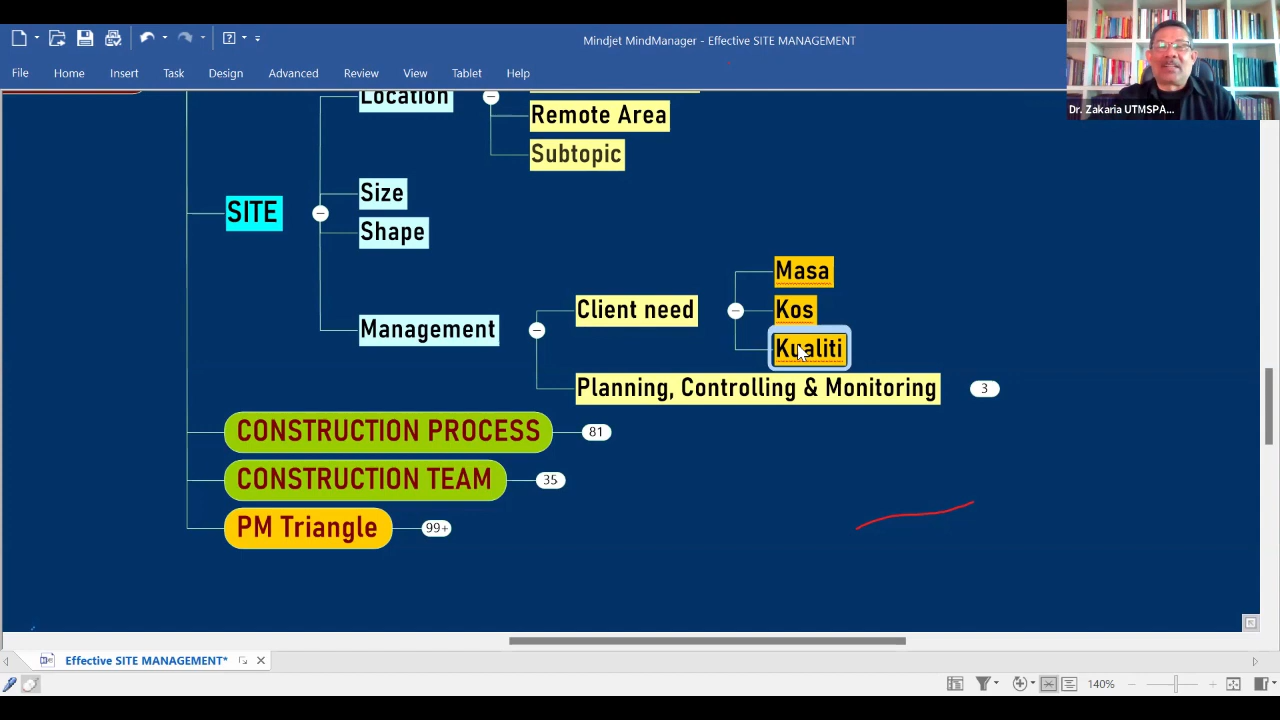 Mindjet MindManager - Effective SITE MANAGEMENT
File Home Insert Task Design Advanced Review View Tablet Help
Dr. Zakaria UTMSPA...
Location
Remote Area
Subtopic
SITE
Size
Shape
Management
Client need
Masa
Kos
Kualiti
Planning, Controlling & Monitoring 3
CONSTRUCTION PROCESS 81
CONSTRUCTION TEAM 35
PM Triangle 99+
Effective SITE MANAGEMENT*
140%